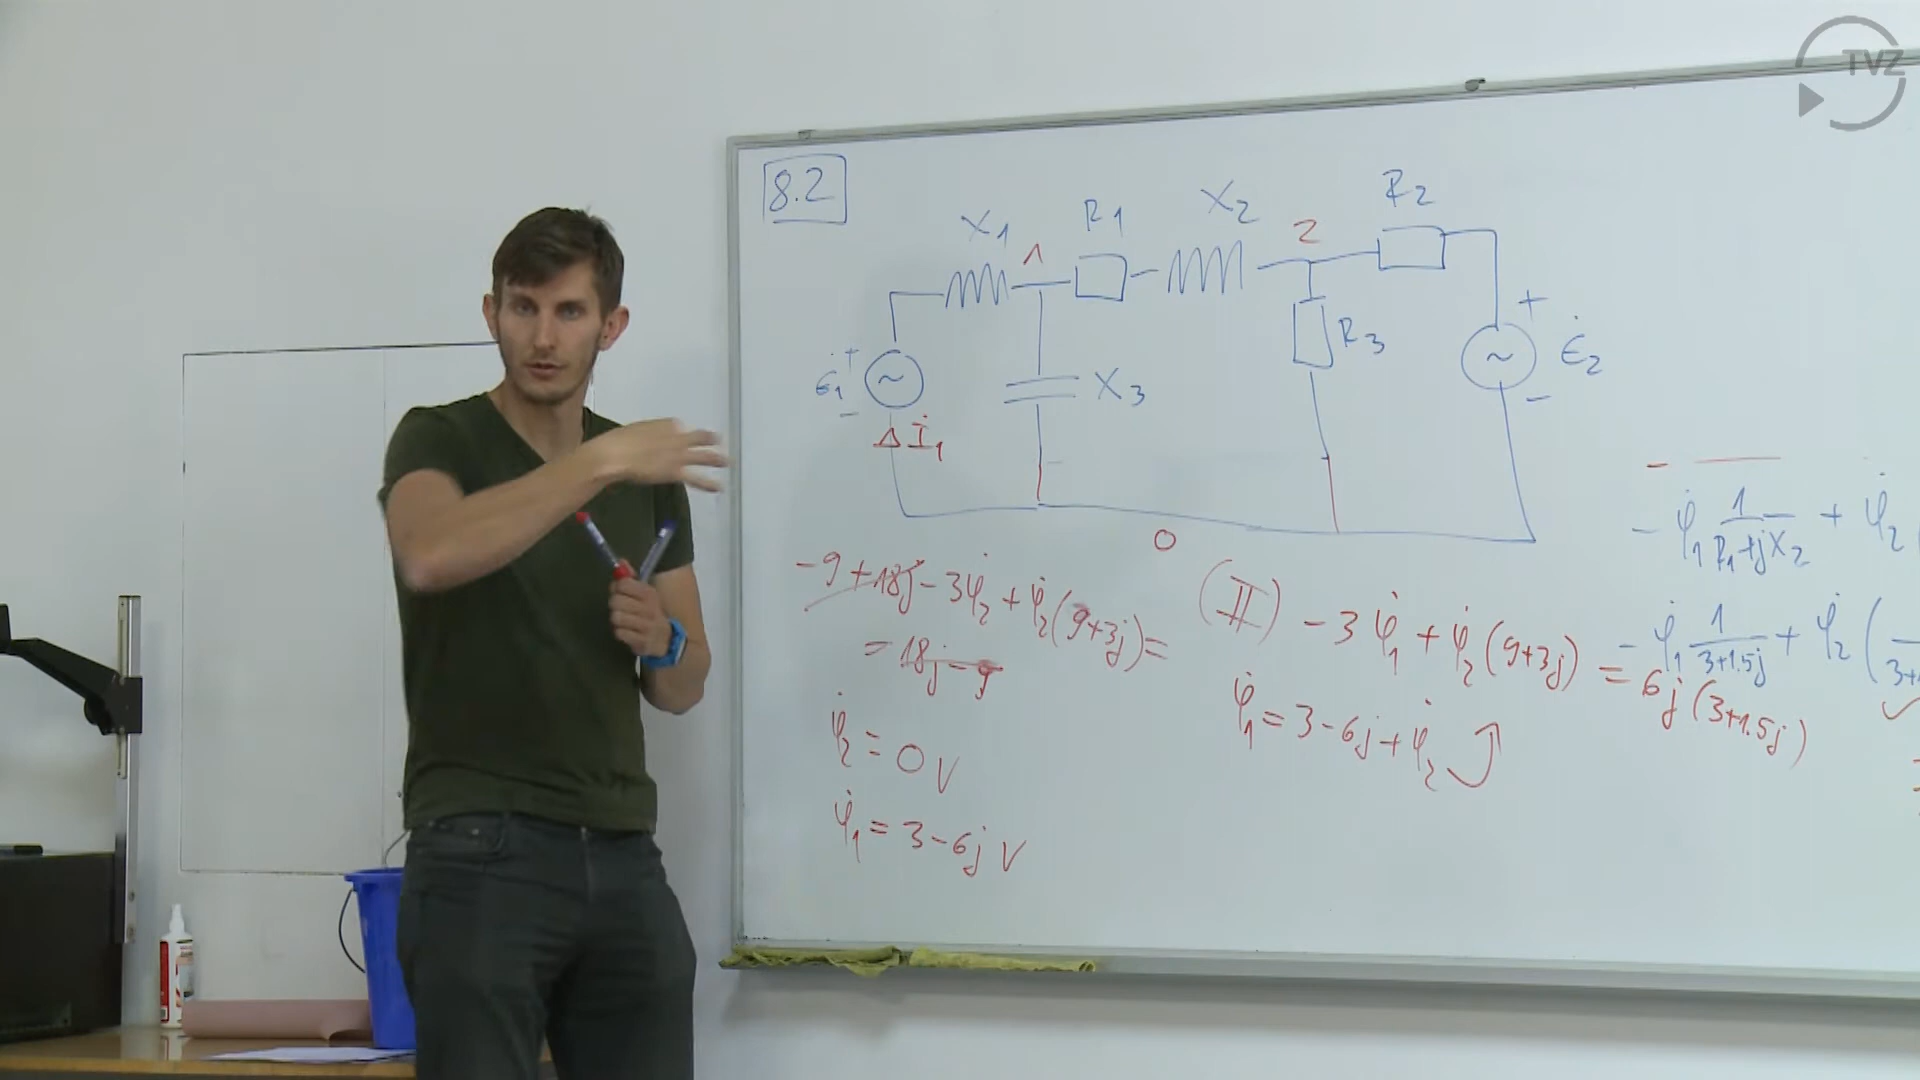 TVZ
8.2
X₁ 1 R₁ X₂ 2 R₂
+ Ė₁ ~ −
X₃
R₃
+ ~ Ė₂ −
△ İ₁
0
-9+18j-3φ̇₂+φ̇₂(9+3j)=
=18j-9
φ̇₂=0V
φ̇₁=3-6jV
(II) -3φ̇₁+φ̇₂(9+3j)=6j(3+1.5j)
φ̇₁=3-6j+φ̇₂
-φ̇₁ 1/(R₁+jX₂) + φ̇₂
-φ̇₁ 1/(3+1.5j) + φ̇₂(